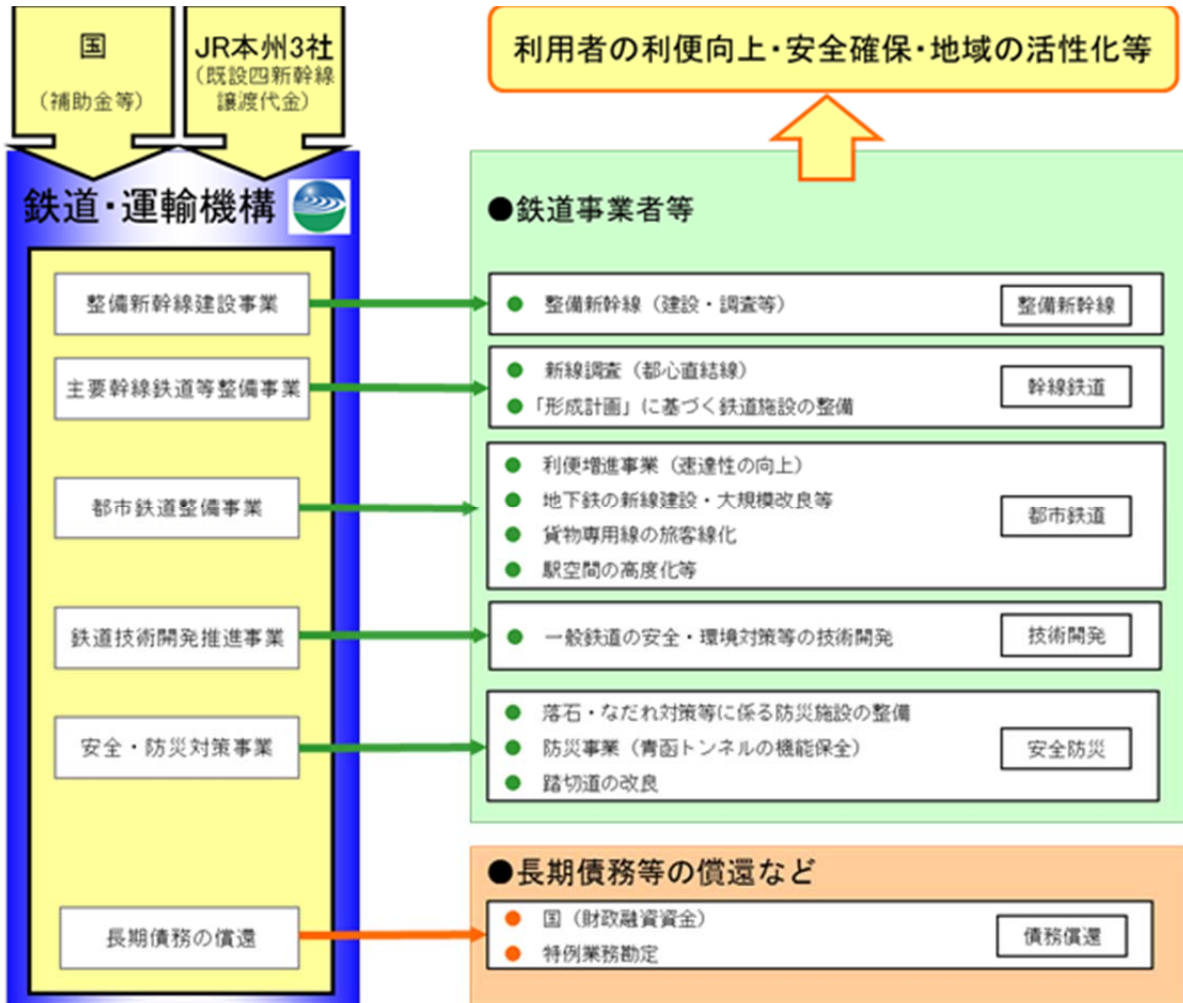 国
(補助金等)
JR本州3社
(既設四新幹線
譲渡代金)
利用者の利便向上・安全確保・地域の活性化等
鉄道・運輸機構
整備新幹線建設事業
主要幹線鉄道等整備事業
都市鉄道整備事業
鉄道技術開発推進事業
安全・防災対策事業
長期債務の償還
●鉄道事業者等
● 整備新幹線（建設・調査等）
整備新幹線
● 新線調査（都心直結線）
●「形成計画」に基づく鉄道施設の整備
幹線鉄道
● 利便増進事業（速達性の向上）
● 地下鉄の新線建設・大規模改良等
● 貨物専用線の旅客線化
● 駅空間の高度化等
都市鉄道
● 一般鉄道の安全・環境対策等の技術開発
技術開発
● 落石・なだれ対策等に係る防災施設の整備
● 防災事業（青函トンネルの機能保全）
● 踏切道の改良
安全防災
●長期債務等の償還など
● 国（財政融資資金）
● 特例業務勘定
債務償還